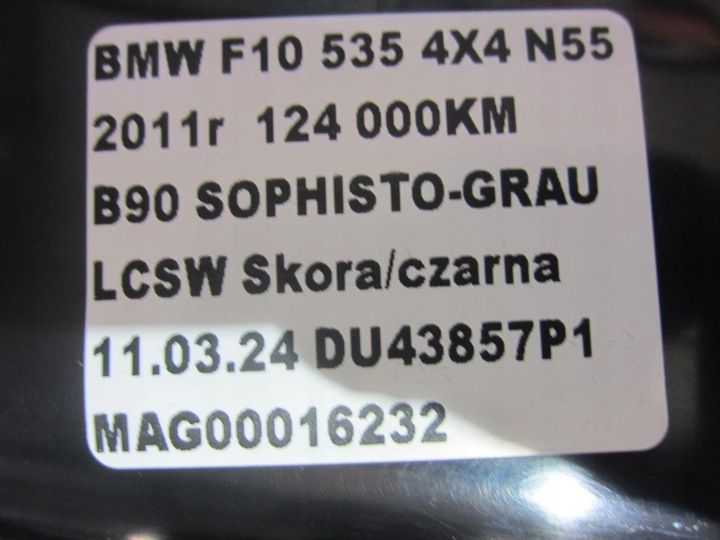 BMW F10 535 4X4 N55
2011r 124 000KM
B90 SOPHISTO-GRAU
LCSW Skora/czarna
11.03.24 DU43857P1
MAG00016232